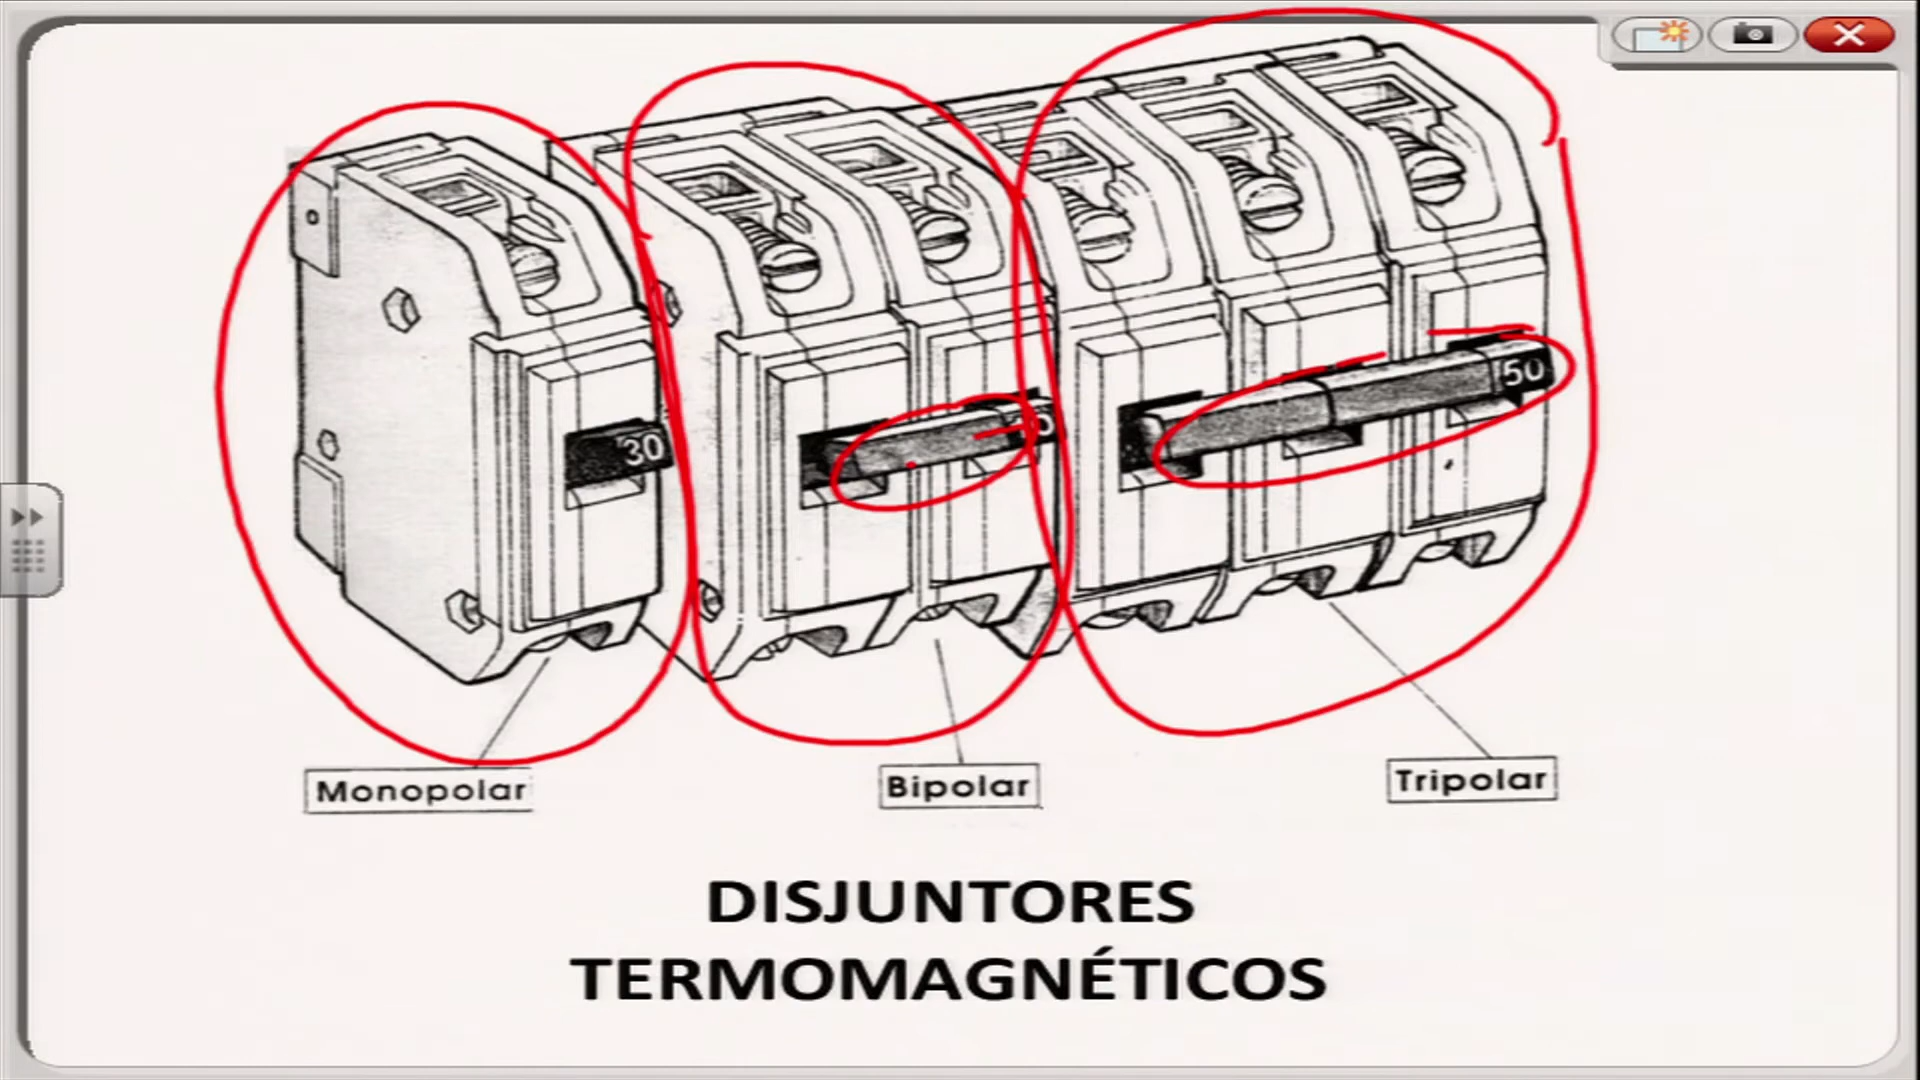 30
50
Monopolar
Bipolar
Tripolar
DISJUNTORES
TERMOMAGNÉTICOS